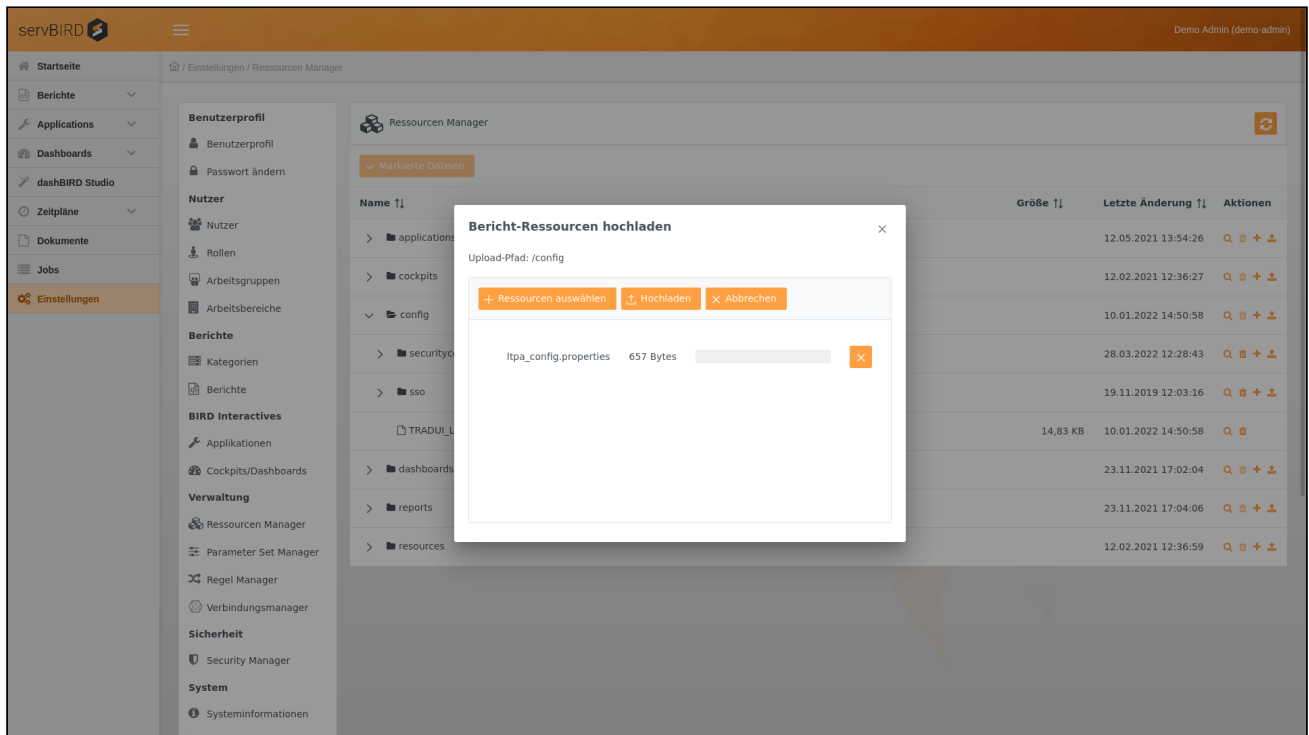 servBIRD
Demo Admin (demo-admin)
Startseite
Berichte
Applications
Dashboards
dashBIRD Studio
Zeitpläne
Dokumente
Jobs
Einstellungen
/ Einstellungen / Ressourcen Manager
Benutzerprofil
Benutzerprofil
Passwort ändern
Nutzer
Nutzer
Rollen
Arbeitsgruppen
Arbeitsbereiche
Berichte
Kategorien
Berichte
BIRD Interactives
Applikationen
Cockpits/Dashboards
Verwaltung
Ressourcen Manager
Parameter Set Manager
Regel Manager
Verbindungsmanager
Sicherheit
Security Manager
System
Systeminformationen
Ressourcen Manager
Markierte Dateien
Name Größe Letzte Änderung Aktionen
applications 12.05.2021 13:54:26
cockpits 12.02.2021 12:36:27
config 10.01.2022 14:50:58
28.03.2022 12:28:43
sso 19.11.2019 12:03:16
14,83 KB 10.01.2022 14:50:58
dashboards 23.11.2021 17:02:04
reports 23.11.2021 17:04:06
resources 12.02.2021 12:36:59
Bericht-Ressourcen hochladen
Upload-Pfad: /config
Ressourcen auswählen Hochladen Abbrechen
ltpa_config.properties 657 Bytes